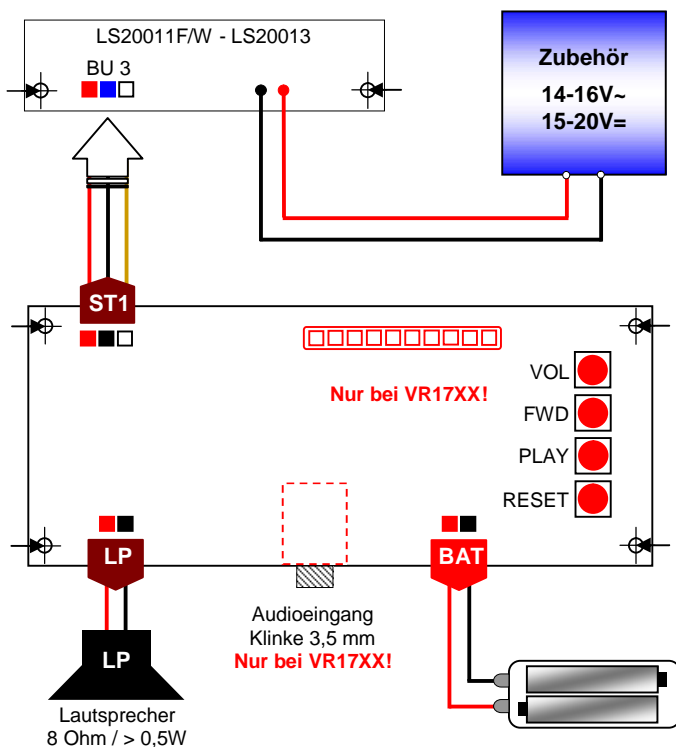 LS20011F/W - LS20013
BU 3
Zubehör
14-16V~
15-20V=
ST1
Nur bei VR17XX!
VOL
FWD
PLAY
RESET
LP
BAT
Audioeingang
Klinke 3,5 mm
Nur bei VR17XX!
LP
Lautsprecher
8 Ohm / > 0,5W